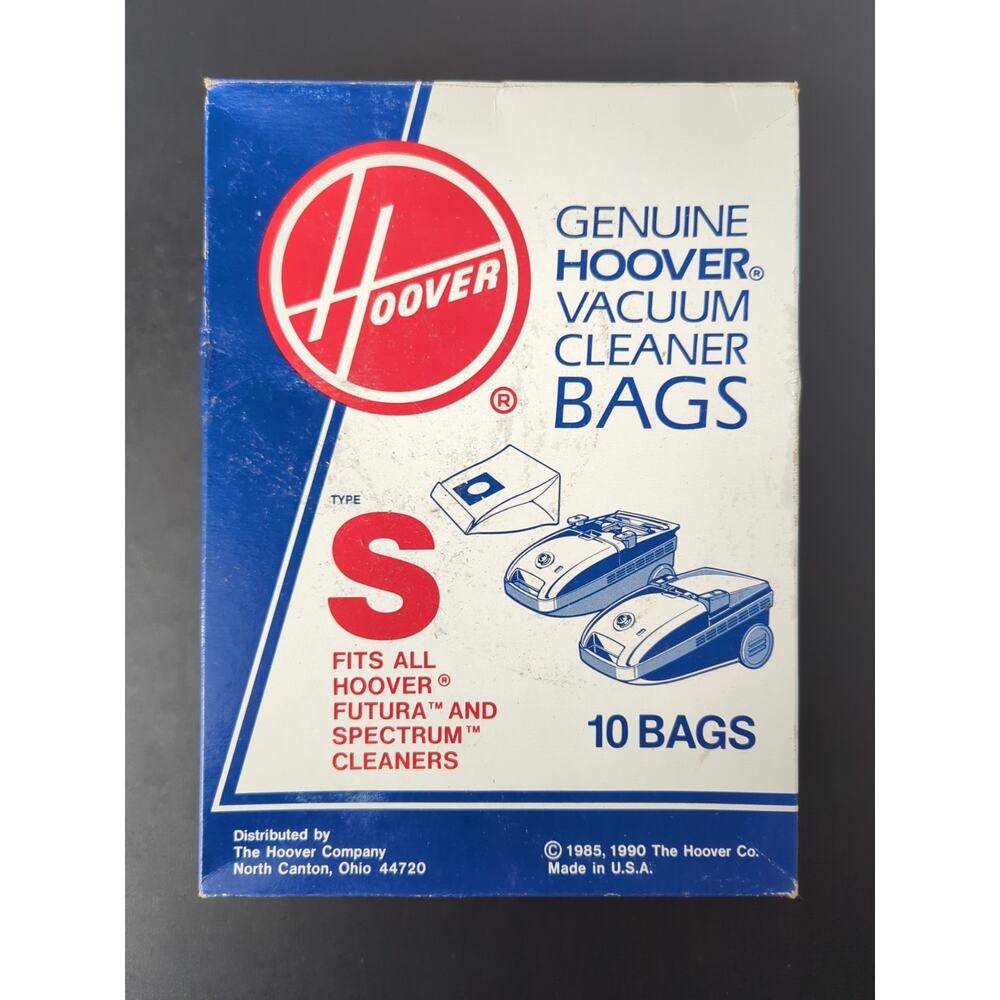 HOOVER
®
GENUINE
HOOVER®
VACUUM
CLEANER
BAGS
TYPE
S
FITS ALL
HOOVER®
FUTURA™ AND
SPECTRUM™
CLEANERS
10 BAGS
Distributed by
The Hoover Company
North Canton, Ohio 44720
© 1985, 1990 The Hoover Co.
Made in U.S.A.